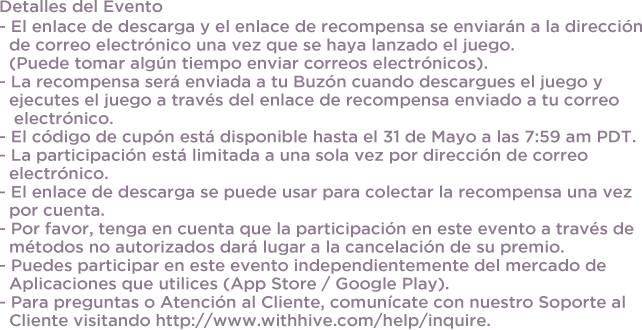 Detalles del Evento
- El enlace de descarga y el enlace de recompensa se enviarán a la dirección
de correo electrónico una vez que se haya lanzado el juego.
(Puede tomar algún tiempo enviar correos electrónicos).
- La recompensa será enviada a tu Buzón cuando descargues el juego y
ejecutes el juego a través del enlace de recompensa enviado a tu correo
electrónico.
- El código de cupón está disponible hasta el 31 de Mayo a las 7:59 am PDT.
- La participación está limitada a una sola vez por dirección de correo
electrónico.
- El enlace de descarga se puede usar para colectar la recompensa una vez
por cuenta.
- Por favor, tenga en cuenta que la participación en este evento a través de
métodos no autorizados dará lugar a la cancelación de su premio.
- Puedes participar en este evento independientemente del mercado de
Aplicaciones que utilices (App Store / Google Play).
- Para preguntas o Atención al Cliente, comunícate con nuestro Soporte al
Cliente visitando http://www.withhive.com/help/inquire.